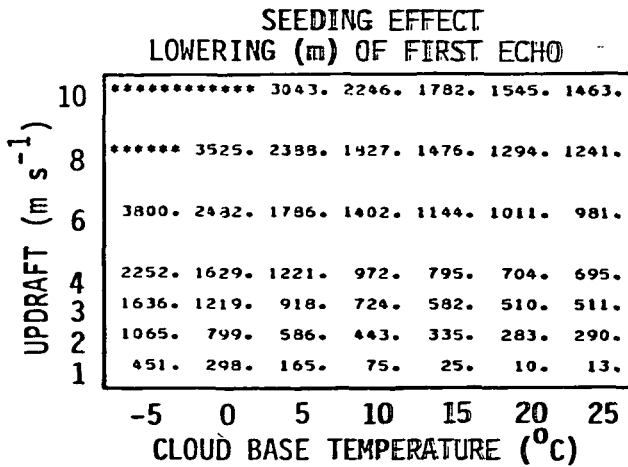 SEEDING EFFECT
LOWERING (m) OF FIRST ECHO
10 ************ 3043. 2246. 1782. 1545. 1463.
8 ****** 3525. 2388. 1827. 1476. 1294. 1241.
6 3800. 2432. 1786. 1402. 1144. 1011. 981.
4 2252. 1629. 1221. 972. 795. 704. 695.
3 1636. 1219. 918. 724. 582. 510. 511.
2 1065. 799. 586. 443. 335. 283. 290.
1 451. 298. 165. 75. 25. 10. 13.
UPDRAFT (m s⁻¹)
-5 0 5 10 15 20 25
CLOUD BASE TEMPERATURE (⁰C)